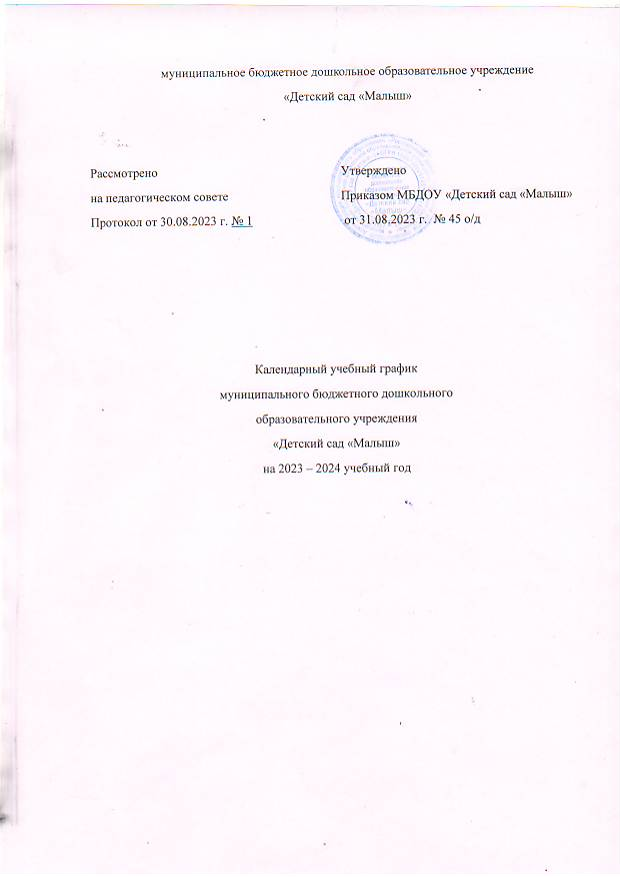 муниципальное бюджетное дошкольное образовательное учреждение
«Детский сад «Малыш»
Рассмотрено
на педагогическом совете
Протокол от 30.08.2023 г. № 1
Утверждено
Приказом МБДОУ «Детский сад «Малыш»
от 31.08.2023 г. № 45 о/д
Календарный учебный график
муниципального бюджетного дошкольного
образовательного учреждения
«Детский сад «Малыш»
на 2023 – 2024 учебный год